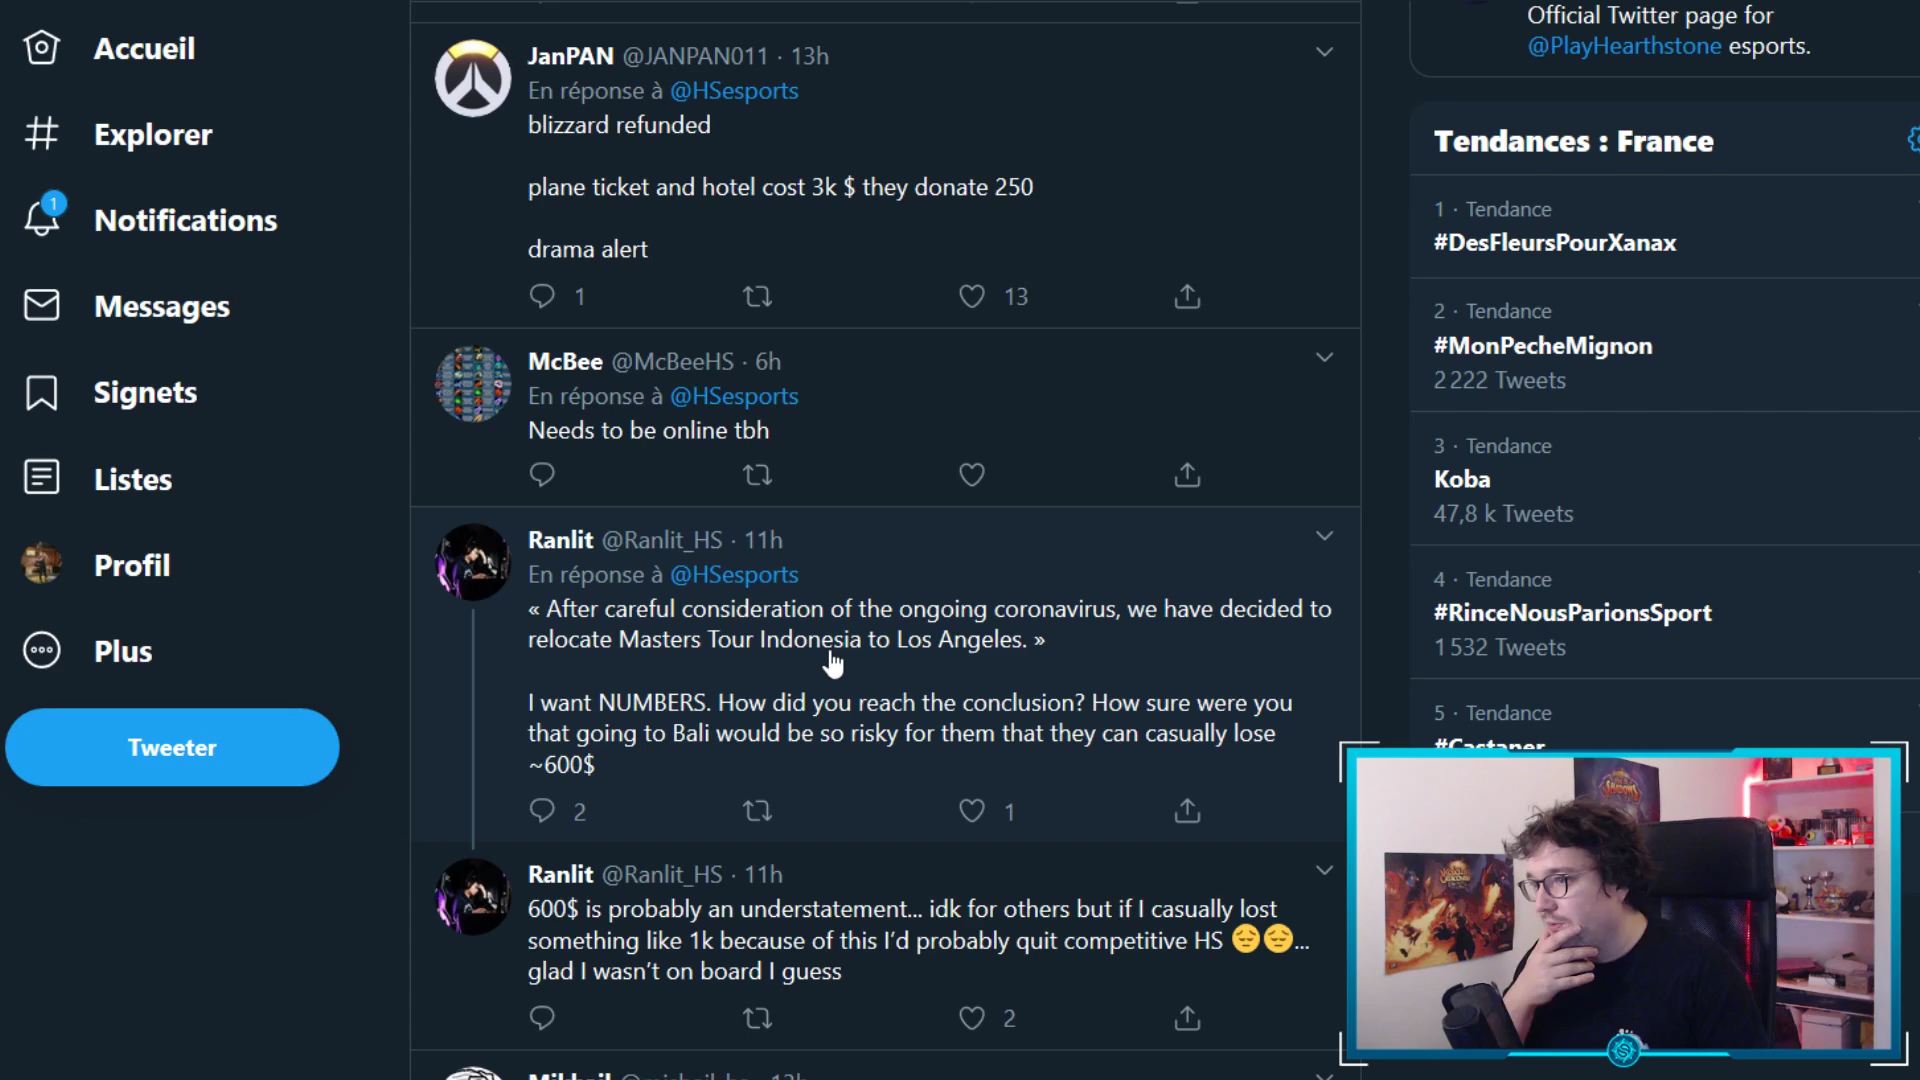 Accueil
Explorer
1
Notifications
Messages
Signets
Listes
Profil
Plus
Tweeter
JanPAN @JANPAN011 · 13h
En réponse à @HSesports
blizzard refunded
plane ticket and hotel cost 3k $ they donate 250
drama alert
1 13
McBee @McBeeHS · 6h
En réponse à @HSesports
Needs to be online tbh
Ranlit @Ranlit_HS · 11h
En réponse à @HSesports
« After careful consideration of the ongoing coronavirus, we have decided to
relocate Masters Tour Indonesia to Los Angeles. »
I want NUMBERS. How did you reach the conclusion? How sure were you
that going to Bali would be so risky for them that they can casually lose
~600$
2 1
Ranlit @Ranlit_HS · 11h
600$ is probably an understatement... idk for others but if I casually lost
something like 1k because of this I'd probably quit competitive HS 😔😔...
glad I wasn't on board I guess
2
Official Twitter page for
@PlayHearthstone esports.
Tendances : France
1 · Tendance
#DesFleursPourXanax
2 · Tendance
#MonPecheMignon
2 222 Tweets
3 · Tendance
Koba
47,8 k Tweets
4 · Tendance
#RinceNousParionsSport
1 532 Tweets
5 · Tendance
#Castaner